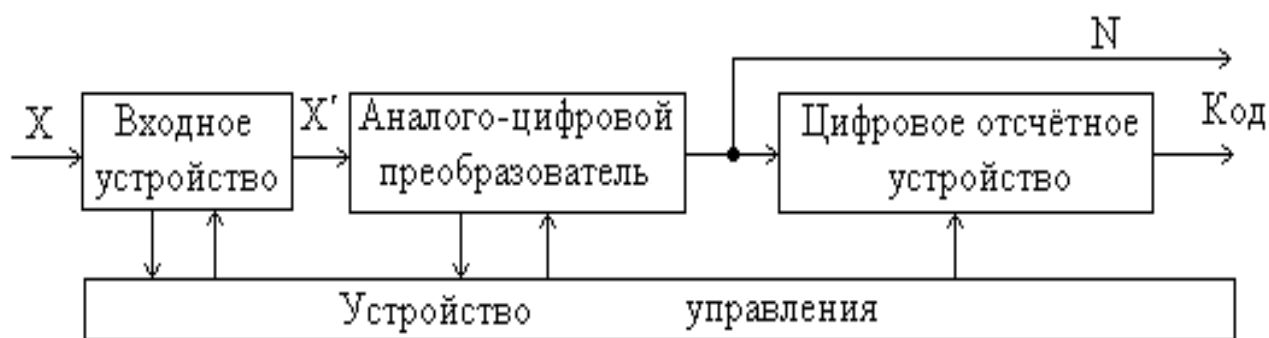 N
X
Входное
устройство
X'
Аналого-цифровой
преобразователь
Цифровое отсчётное
устройство
Код
Устройство управления